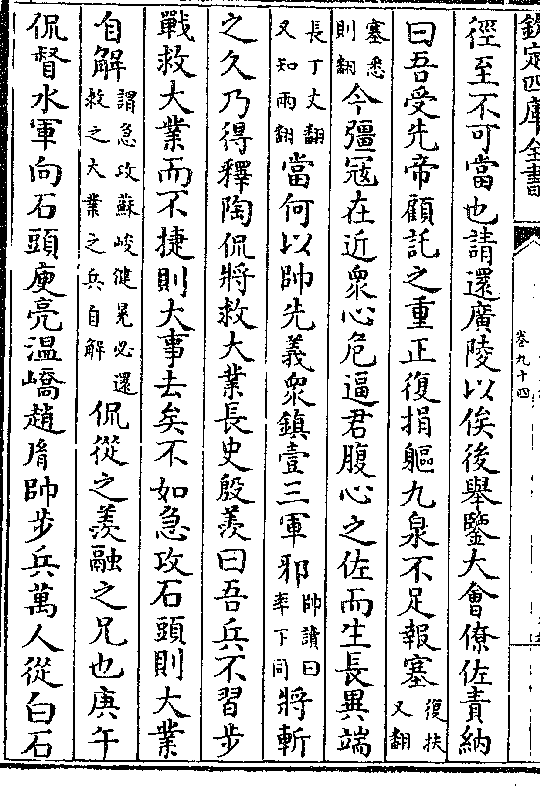 欽定四庫全書
卷九十四
徑至不可當也請還廣陵以俟後舉鑒大會僚佐責納
曰吾受先帝顧託之重正復捐軀九泉不足報塞復扶又翻
塞悉則翻今彊冦在近衆心危逼君腹心之佐而生長異端
長丁丈翻又知兩翻當何以帥先義衆鎮壹三軍邪帥讀曰率下同將斬
之久乃得釋陶侃將救大業長史殷羨曰吾兵不習步
戰救大業而不捷則大事去矣不如急攻石頭則大業
自解謂急攻蘇峻健晃必還救之大業之兵自解侃從之羨融之兄也庚午
侃督水軍向石頭庾亮温嶠趙𦙍帥步兵萬人從白石